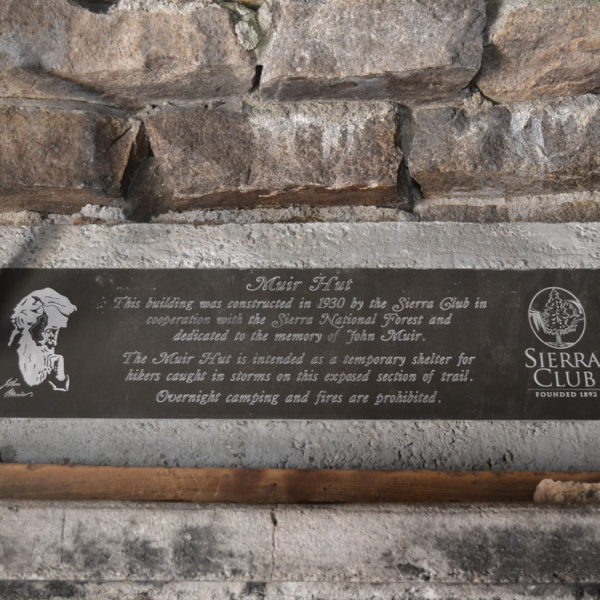 Muir Hut
This building was constructed in 1930 by the Sierra Club in
cooperation with the Sierra National Forest and
dedicated to the memory of John Muir.
The Muir Hut is intended as a temporary shelter for
hikers caught in storms on this exposed section of trail.
Overnight camping and fires are prohibited.
John
Muir
SIERRA
CLUB
FOUNDED 1892